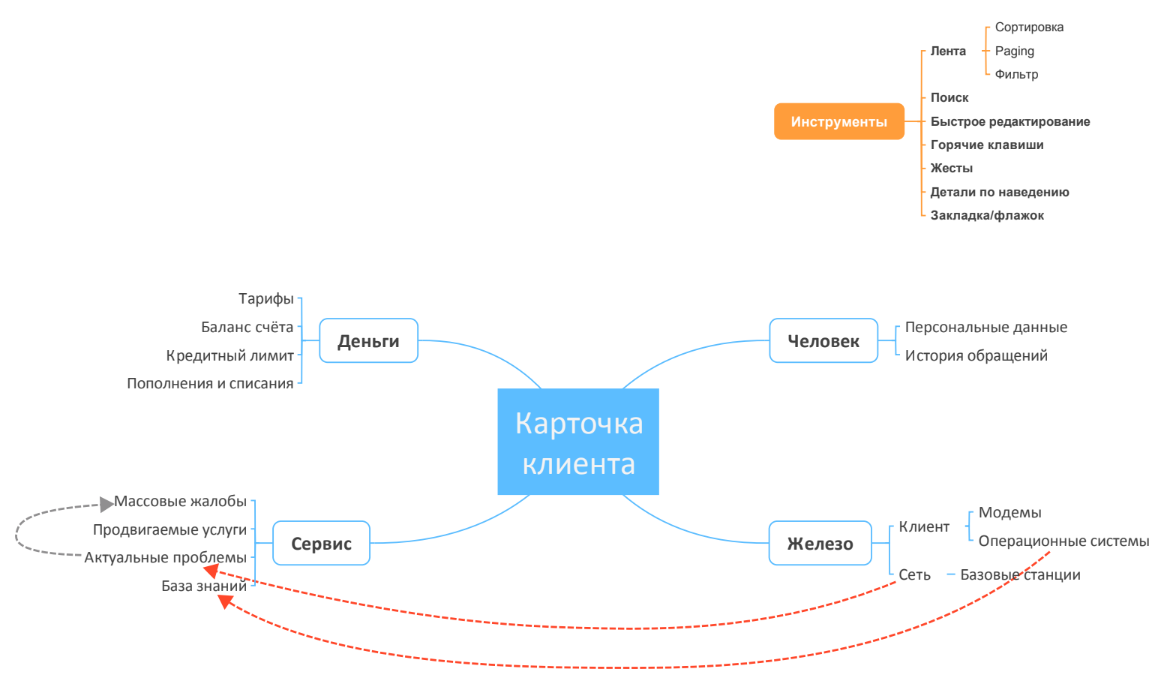 Сортировка
Лента
Paging
Фильтр
Поиск
Инструменты
Быстрое редактирование
Горячие клавиши
Жесты
Детали по наведению
Закладка/флажок
Тарифы
Баланс счёта
Деньги
Кредитный лимит
Пополнения и списания
Человек
Персональные данные
История обращений
Карточка
клиента
Массовые жалобы
Продвигаемые услуги
Сервис
Актуальные проблемы
База знаний
Железо
Клиент
Модемы
Операционные системы
Сеть
Базовые станции